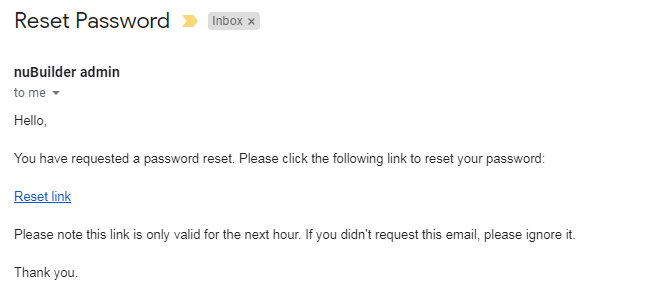 Reset Password Inbox x
nuBuilder admin
to me
Hello,
You have requested a password reset. Please click the following link to reset your password:
Reset link
Please note this link is only valid for the next hour. If you didn't request this email, please ignore it.
Thank you.